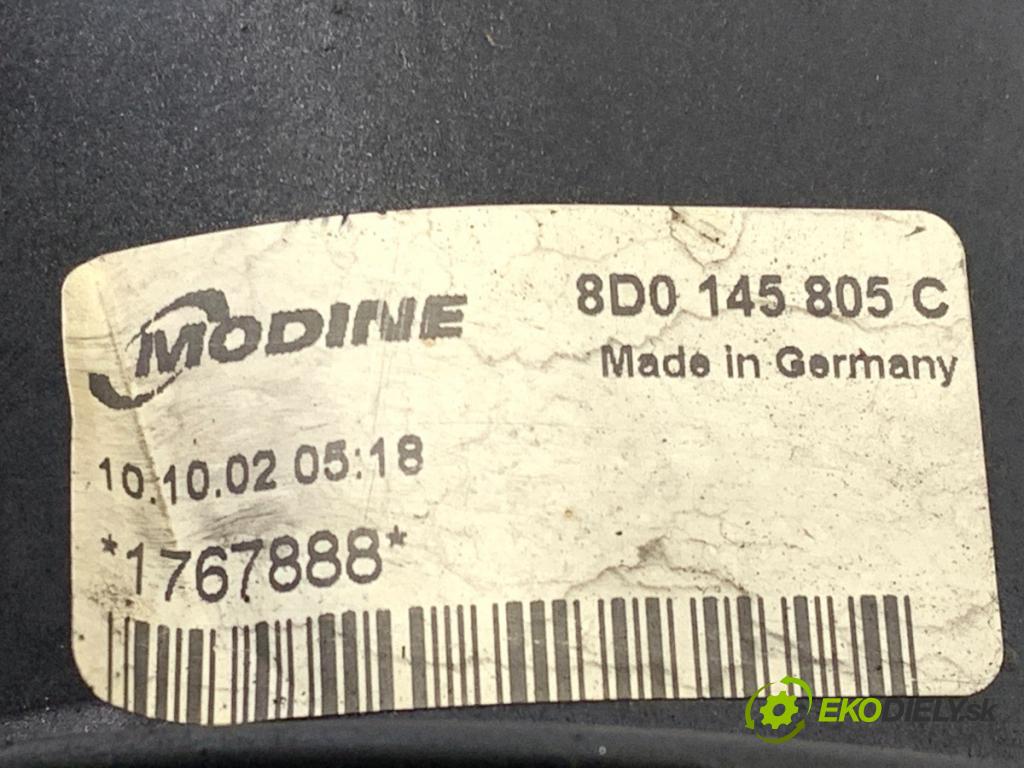 MODINE
8D0 145 805 C
Made in Germany
10.10.02 05:18
*1767888*
EKODIELY.sk